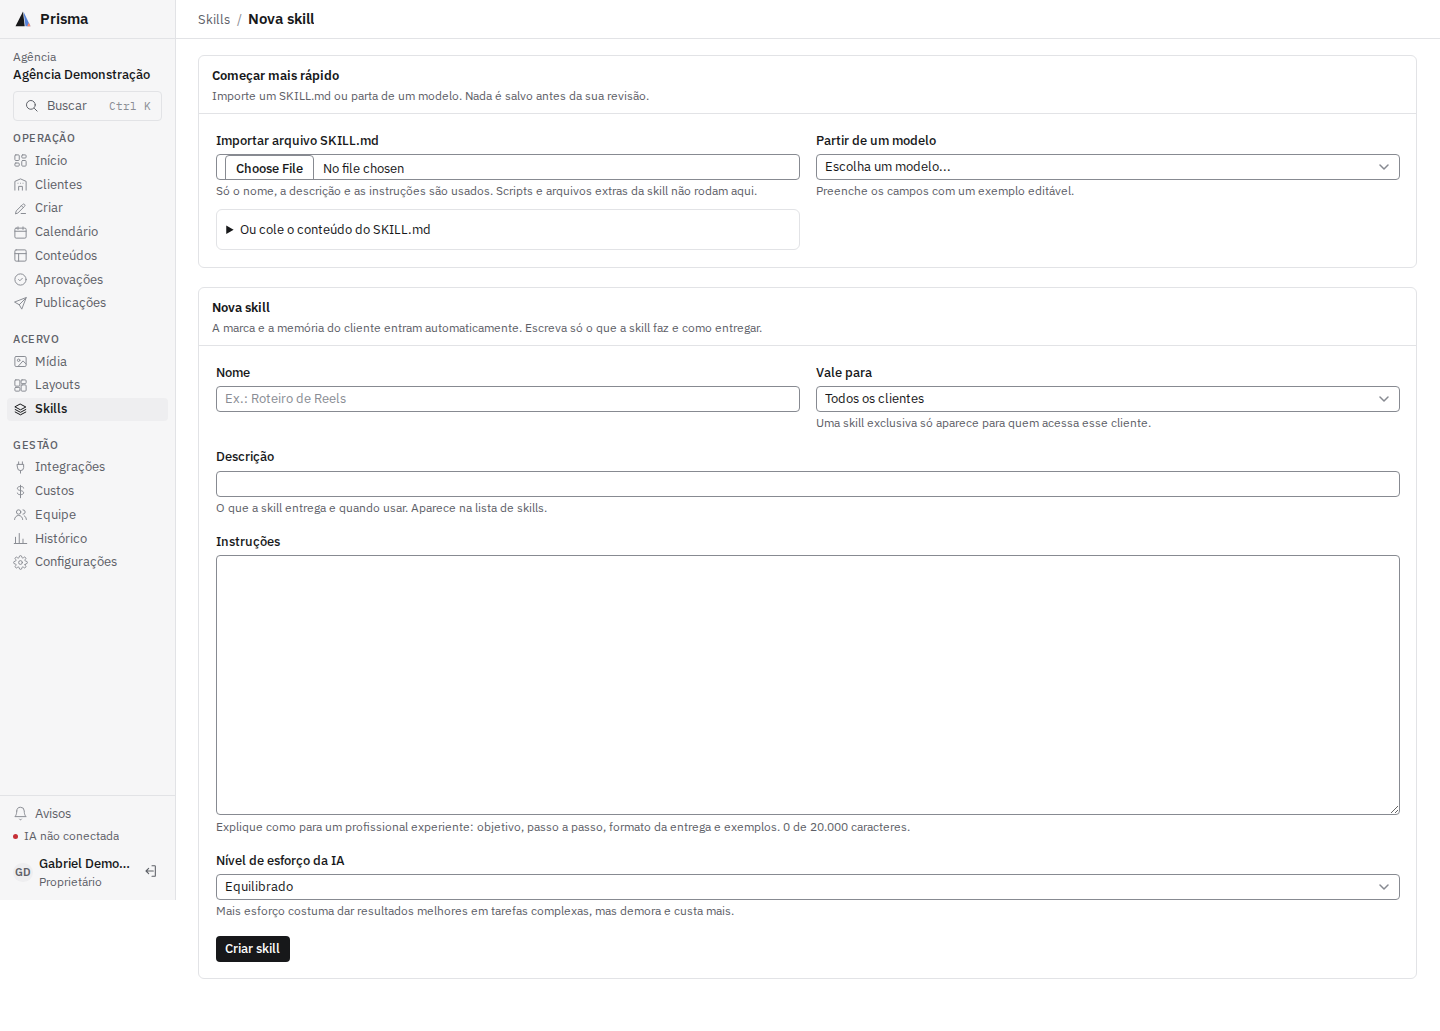 Prisma
Skills / Nova skill
Agência
Agência Demonstração
Buscar Ctrl K
OPERAÇÃO
Início
Clientes
Criar
Calendário
Conteúdos
Aprovações
Publicações
ACERVO
Mídia
Layouts
Skills
GESTÃO
Integrações
Custos
Equipe
Histórico
Configurações
Avisos
IA não conectada
GD
Gabriel Demo...
Proprietário
Começar mais rápido
Importe um SKILL.md ou parta de um modelo. Nada é salvo antes da sua revisão.
Importar arquivo SKILL.md
Choose File No file chosen
Só o nome, a descrição e as instruções são usados. Scripts e arquivos extras da skill não rodam aqui.
Ou cole o conteúdo do SKILL.md
Partir de um modelo
Escolha um modelo...
Preenche os campos com um exemplo editável.
Nova skill
A marca e a memória do cliente entram automaticamente. Escreva só o que a skill faz e como entregar.
Nome
Ex.: Roteiro de Reels
Vale para
Todos os clientes
Uma skill exclusiva só aparece para quem acessa esse cliente.
Descrição
O que a skill entrega e quando usar. Aparece na lista de skills.
Instruções
Explique como para um profissional experiente: objetivo, passo a passo, formato da entrega e exemplos. 0 de 20.000 caracteres.
Nível de esforço da IA
Equilibrado
Mais esforço costuma dar resultados melhores em tarefas complexas, mas demora e custa mais.
Criar skill